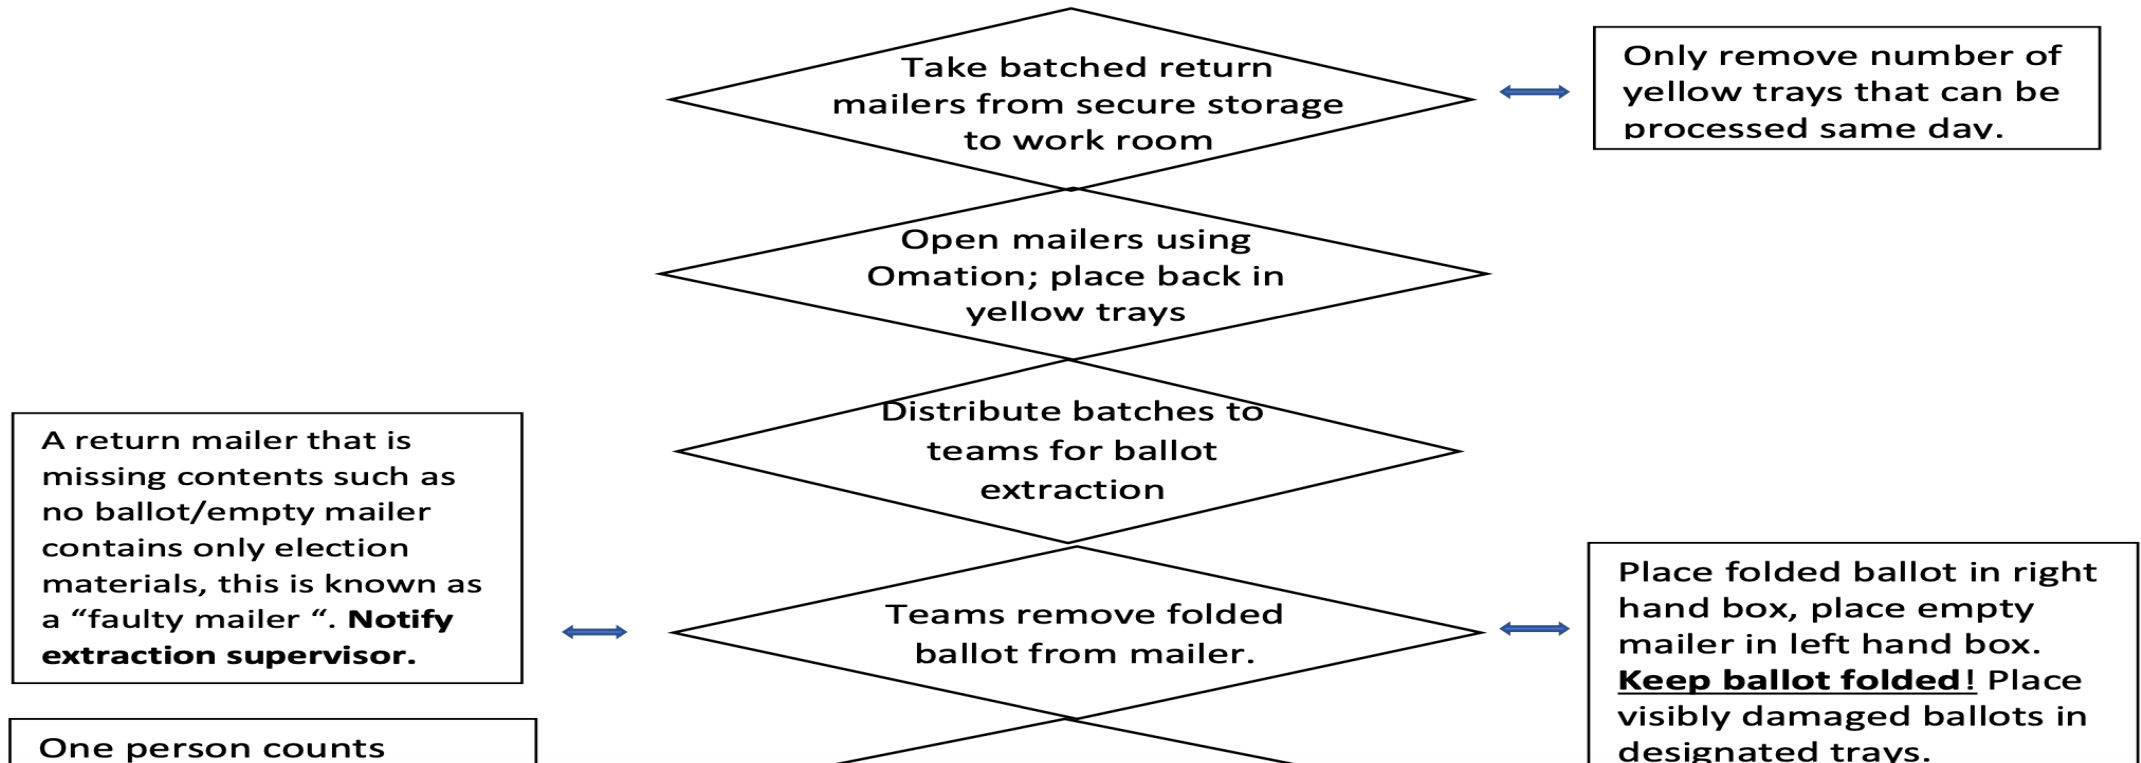 Take batched return
mailers from secure storage
to work room
Only remove number of
yellow trays that can be
processed same day.
Open mailers using
Omation; place back in
yellow trays
Distribute batches to
teams for ballot
extraction
A return mailer that is
missing contents such as
no ballot/empty mailer
contains only election
materials, this is known as
a “faulty mailer “. Notify
extraction supervisor.
Teams remove folded
ballot from mailer.
Place folded ballot in right
hand box, place empty
mailer in left hand box.
Keep ballot folded! Place
visibly damaged ballots in
designated trays.
One person counts